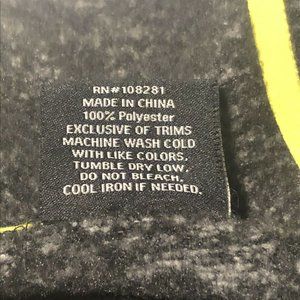 RN#108281
MADE IN CHINA
100% Polyester
EXCLUSIVE OF TRIMS
MACHINE WASH COLD
WITH LIKE COLORS.
TUMBLE DRY LOW,
DO NOT BLEACH.
COOL IRON IF NEEDED.